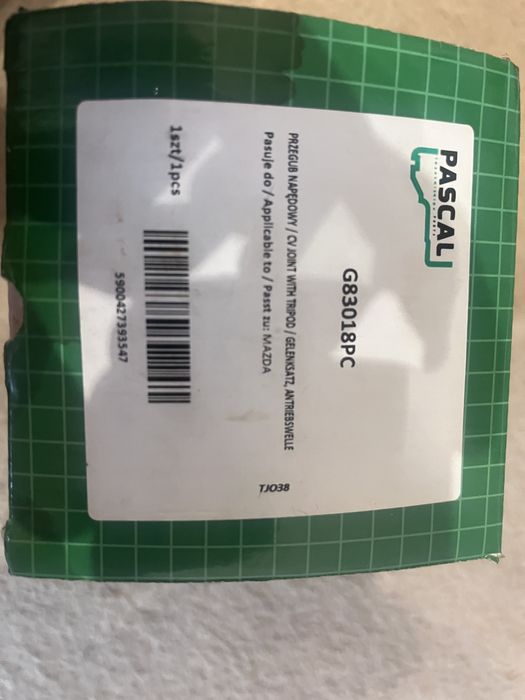 PASCAL
G83018PC
PRZEGUB NAPĘDOWY / CV JOINT WITH TRIPOD / GELENKSATZ, ANTRIEBSWELLE
Pasuje do / Applicable to / Passt zu: MAZDA
TJO38
1szt/1pcs
5900427393547